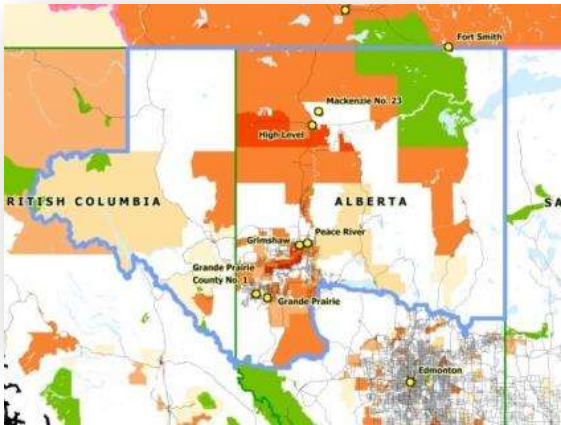 Fort Smith
Mackenzie No. 23
High Level
RITISH COLUMBIA
ALBERTA
SA
Peace River
Grimshaw
Grande Prairie
County No. 1
Grande Prairie
Edmonton